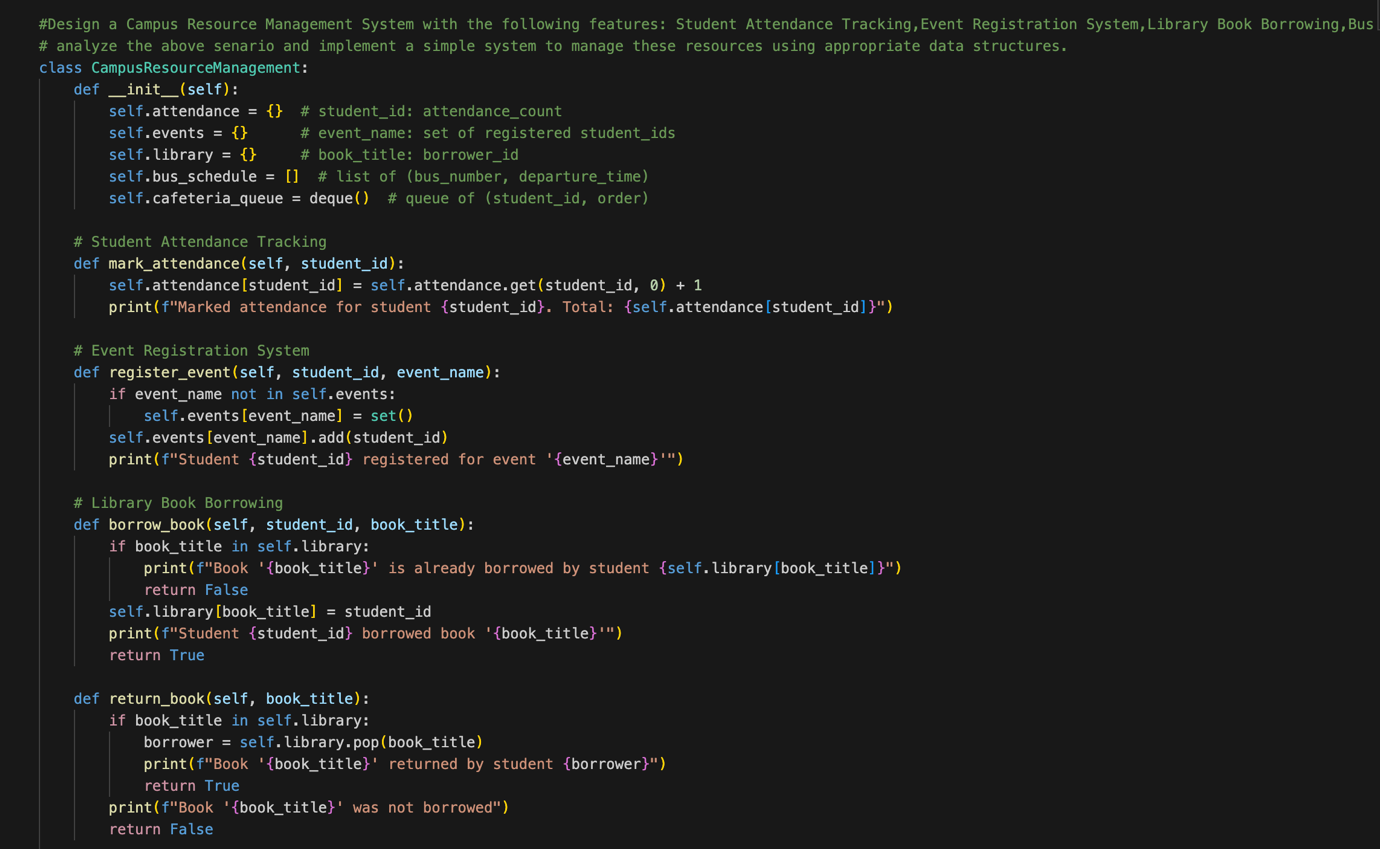 #Design a Campus Resource Management System with the following features: Student Attendance Tracking,Event Registration System,Library Book Borrowing,Bus
# analyze the above senario and implement a simple system to manage these resources using appropriate data structures.
class CampusResourceManagement:
    def __init__(self):
        self.attendance = {}  # student_id: attendance_count
        self.events = {}      # event_name: set of registered student_ids
        self.library = {}     # book_title: borrower_id
        self.bus_schedule = []  # list of (bus_number, departure_time)
        self.cafeteria_queue = deque()  # queue of (student_id, order)

    # Student Attendance Tracking
    def mark_attendance(self, student_id):
        self.attendance[student_id] = self.attendance.get(student_id, 0) + 1
        print(f"Marked attendance for student {student_id}. Total: {self.attendance[student_id]}")

    # Event Registration System
    def register_event(self, student_id, event_name):
        if event_name not in self.events:
            self.events[event_name] = set()
        self.events[event_name].add(student_id)
        print(f"Student {student_id} registered for event '{event_name}'")

    # Library Book Borrowing
    def borrow_book(self, student_id, book_title):
        if book_title in self.library:
            print(f"Book '{book_title}' is already borrowed by student {self.library[book_title]}")
            return False
        self.library[book_title] = student_id
        print(f"Student {student_id} borrowed book '{book_title}'")
        return True

    def return_book(self, book_title):
        if book_title in self.library:
            borrower = self.library.pop(book_title)
            print(f"Book '{book_title}' returned by student {borrower}")
            return True
        print(f"Book '{book_title}' was not borrowed")
        return False